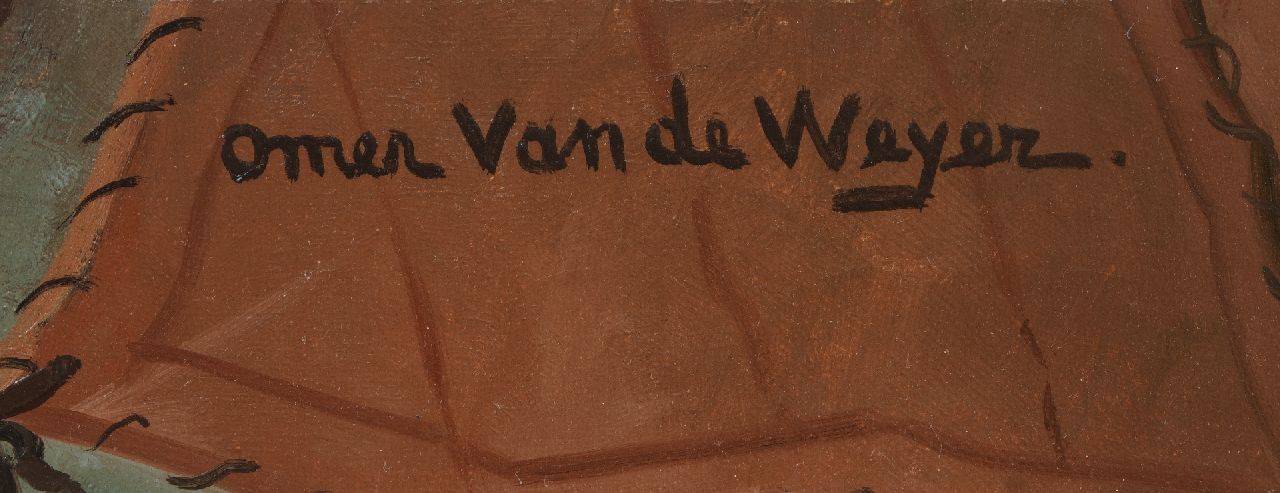 omer Van de Weyer.